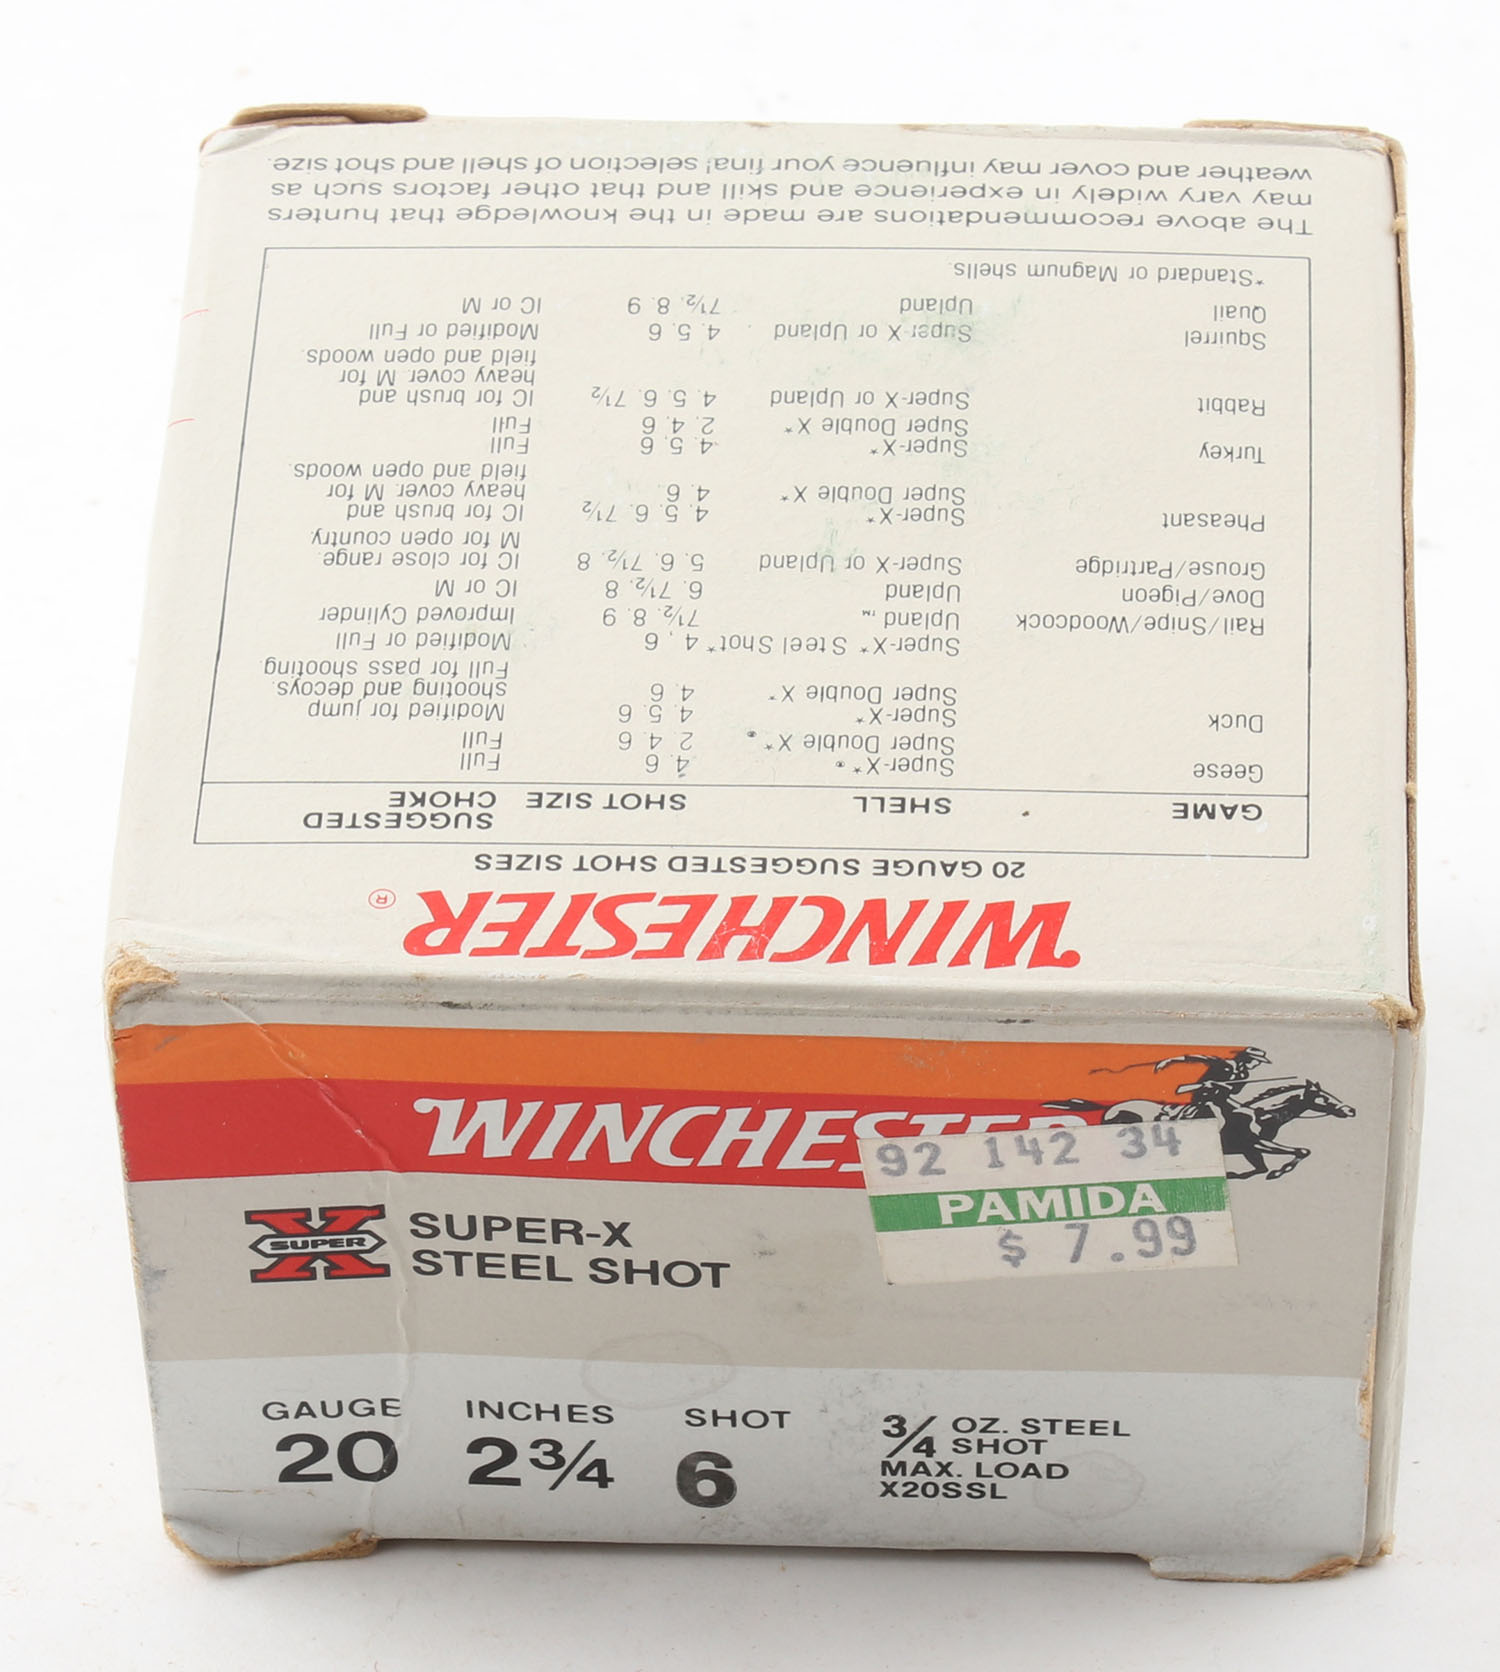 WINCHESTER®
20 GAUGE SUGGESTED SHOT SIZES
GAME SHELL SHOT SIZE SUGGESTED CHOKE
Geese Super-X*® 4, 6 Full
Super Double X*® 2, 4, 6 Full
Duck Super-X* 4, 5, 6 Modified for jump
shooting and decoys.
Super Double X* 4, 6 Full for pass shooting
Super-X* Steel Shot* 4, 6 Modified or Full
Rail/Snipe/Woodcock Upland™ 7½, 8, 9 Improved Cylinder
Dove/Pigeon Upland 6, 7½, 8 IC or M
Grouse/Partridge Super-X or Upland 5, 6, 7½, 8 IC for close range.
M for open country
Pheasant Super-X* 4, 5, 6, 7½ IC for brush and
Super Double X* 4, 6 heavy cover. M for
field and open woods.
Turkey Super-X* 4, 5, 6 Full
Super Double X* 2, 4, 6 Full
Rabbit Super-X or Upland 4, 5, 6, 7½ IC for brush and
heavy cover. M for
field and open woods.
Squirrel Super-X or Upland 4, 5, 6 Modified or Full
Quail Upland 7½, 8, 9 IC or M
*Standard or Magnum shells.
The above recommendations are made in the knowledge that hunters
may vary widely in experience and skill and that other factors such as
weather and cover may influence your final selection of shell and shot size.
WINCHESTER
92 142 34
PAMIDA
$ 7.99
X SUPER
SUPER-X
STEEL SHOT
GAUGE INCHES SHOT
20 2¾ 6
¾ OZ. STEEL
SHOT
MAX. LOAD
X20SSL